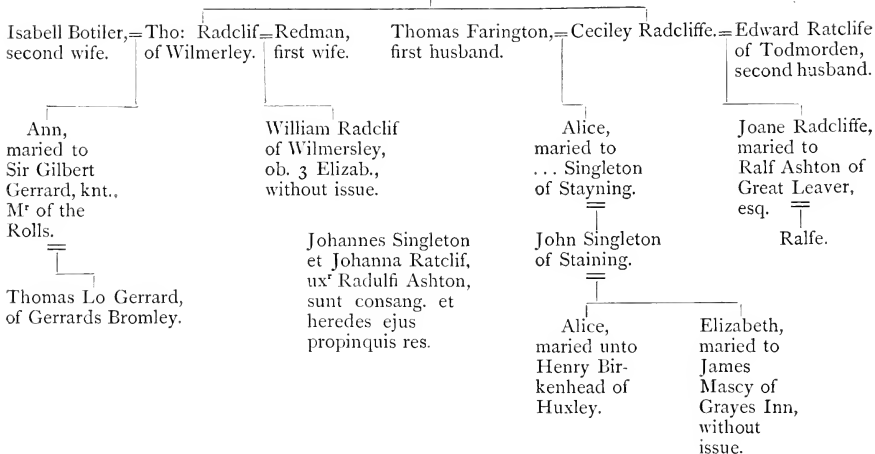 Isabell Botiler,=Tho: Radclif=Redman,
second wife. of Wilmerley. first wife.
Thomas Farington,=Ceciley Radcliffe.=Edward Ratclife
first husband. of Todmorden,
second husband.
Ann,
maried to
Sir Gilbert
Gerrard, knt.,
Mʳ of the
Rolls.
Thomas Lo Gerrard,
of Gerrards Bromley.
William Radclif
of Wilmersley,
ob. 3 Elizab.,
without issue.
Johannes Singleton
et Johanna Ratclif,
uxʳ Radulfi Ashton,
sunt consang. et
heredes ejus
propinquis res.
Alice,
maried to
... Singleton
of Stayning.
John Singleton
of Staining.
Alice,
maried unto
Henry Bir-
kenhead of
Huxley.
Elizabeth,
maried to
James
Mascy of
Grayes Inn,
without
issue.
Joane Radcliffe,
maried to
Ralf Ashton of
Great Leaver,
esq.
Ralfe.